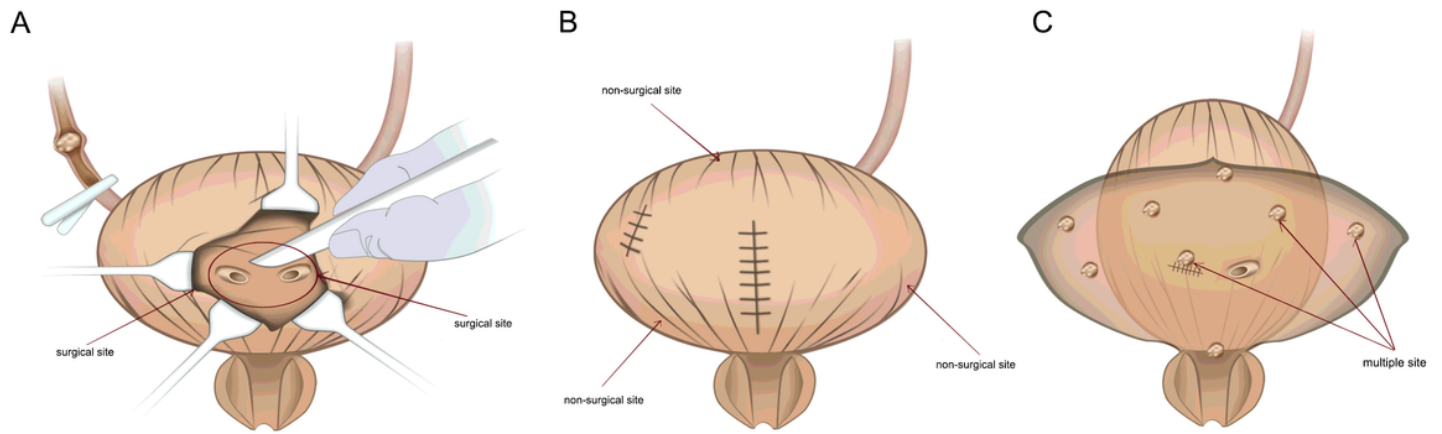 A
surgical site
surgical site
B
non-surgical site
non-surgical site
non-surgical site
C
multiple site